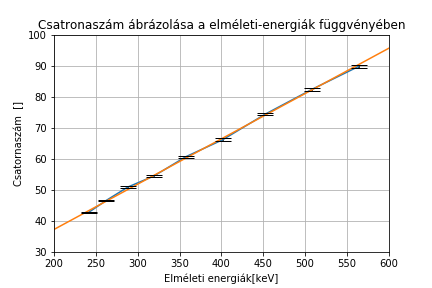 Csatronaszám ábrázolása a elméleti-energiák függvényében
100
90
80
70
60
50
40
30
Csatornaszám []
200 250 300 350 400 450 500 550 600
Elméleti energiák[keV]